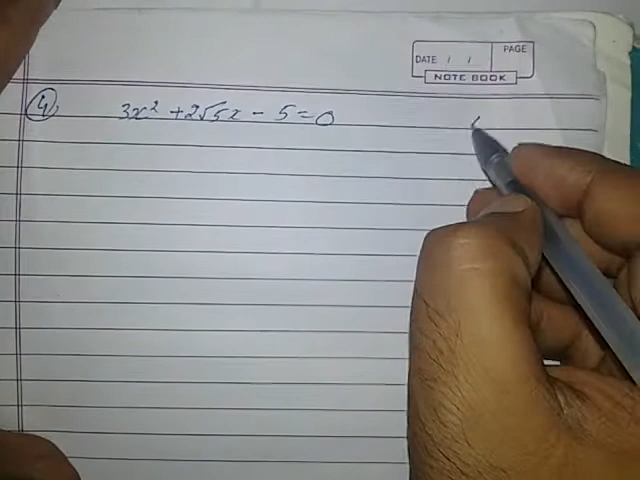 DATE / / PAGE
NOTE BOOK
4 3x² + 2√5x - 5 = 0